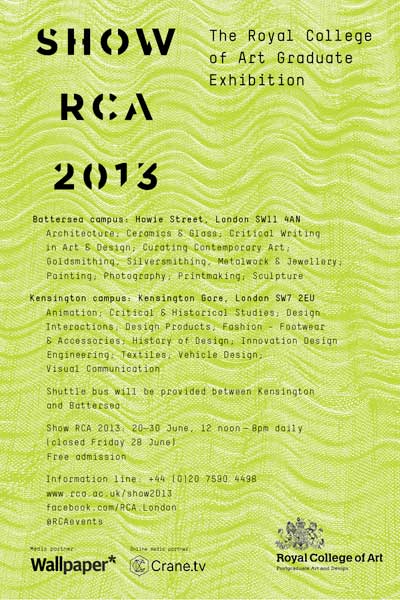 SHOW
RCA
2013
The Royal College
of Art Graduate
Exhibition
Battersea campus: Howie Street, London SW11 4AN
Architecture; Ceramics & Glass; Critical Writing
in Art & Design; Curating Contemporary Art;
Goldsmithing, Silversmithing, Metalwork & Jewellery;
Painting; Photography; Printmaking; Sculpture
Kensington campus: Kensington Gore, London SW7 2EU
Animation; Critical & Historical Studies; Design
Interactions; Design Products; Fashion – Footwear
& Accessories; History of Design; Innovation Design
Engineering; Textiles; Vehicle Design;
Visual Communication
Shuttle bus will be provided between Kensington
and Battersea
Show RCA 2013: 20–30 June, 12 noon – 8pm daily
(closed Friday 28 June)
Free admission
Information line: +44 (0)20 7590 4498
www.rca.ac.uk/show2013
facebook.com/RCA.London
@RCAevents
Media partner
Wallpaper*
Online media partner
Crane.tv
Royal College of Art
Postgraduate Art and Design